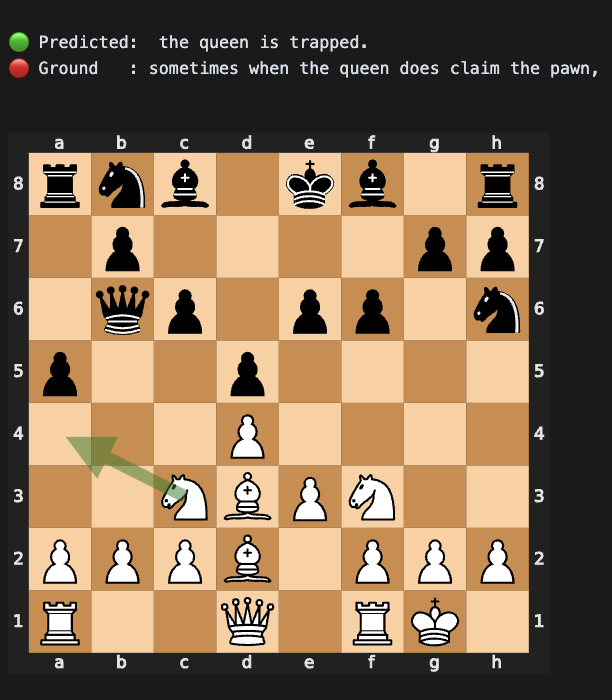 Predicted: the queen is trapped.
Ground : sometimes when the queen does claim the pawn,
a b c d e f g h
8 8
7 7
6 6
5 5
4 4
3 3
2 2
1 1
a b c d e f g h